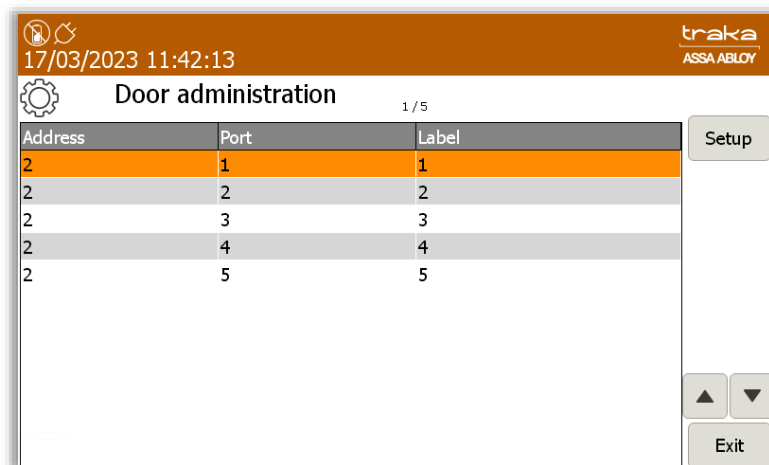 17/03/2023 11:42:13
traka
ASSA ABLOY
Door administration 1/5
Address Port Label
2 1 1
2 2 2
2 3 3
2 4 4
2 5 5
Setup
Exit